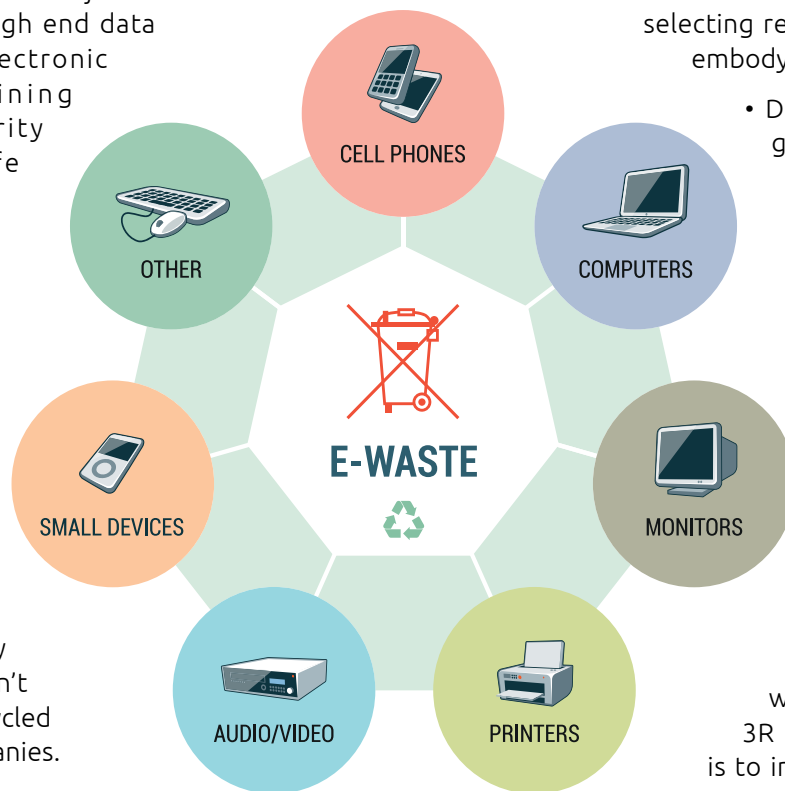 gh end data
ectronic
ining
rity
fe
selecting re
embody
• D
g
CELL PHONES
OTHER
COMPUTERS
E-WASTE
SMALL DEVICES
MONITORS
AUDIO/VIDEO
PRINTERS
y
n't
cled
anies.
w
3R
is to i